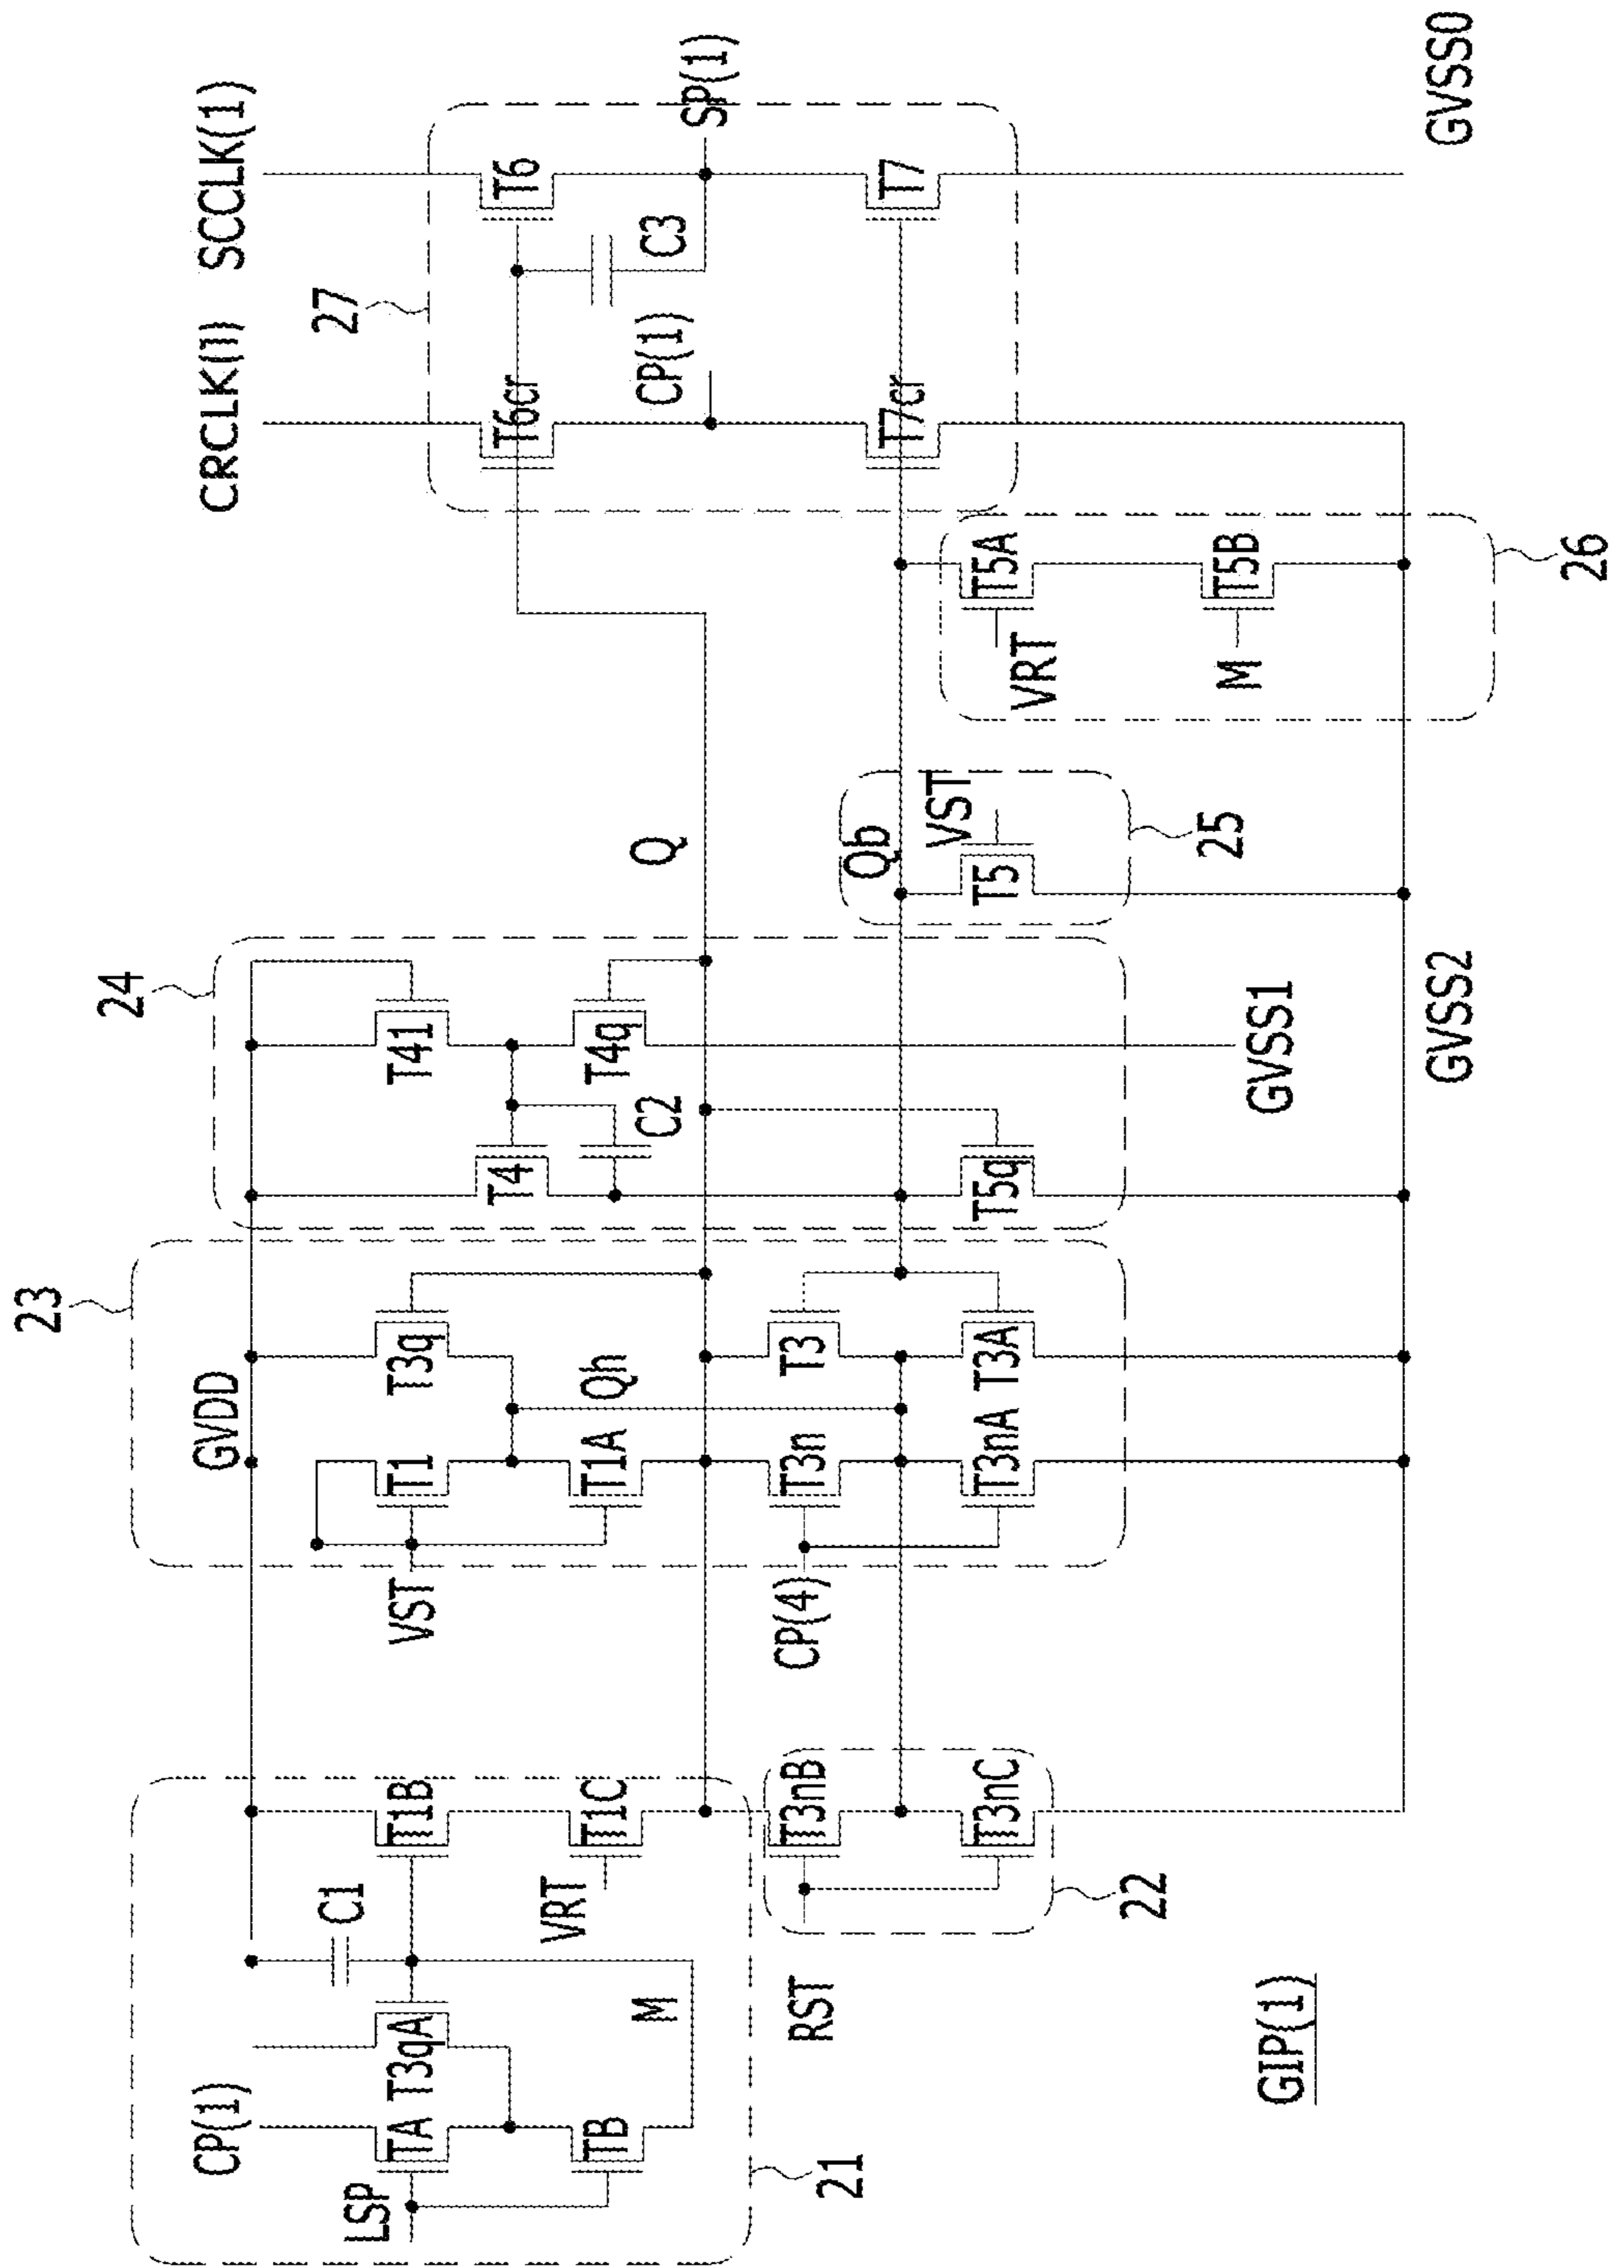 CRCLK(1) SCCLK(1)
27
T6cr
T6
C3
CP(1)
SP(1)
T7cr
T7
GVSS0
24
T41
T4
T4q
C2
Q
Qb
VST
T5
25
T5q
GVSS1
GVSS2
VRT
T5A
M
T5B
26
23
GVDD
T1
T3q
VST
T1A
Qh
CP(4)
T3n
T3
T3nA
T3A
CP(1)
LSP
TA
T3qA
C1
T1B
TB
M
VRT
T1C
21
RST
T3nB
T3nC
22
GIP(1)